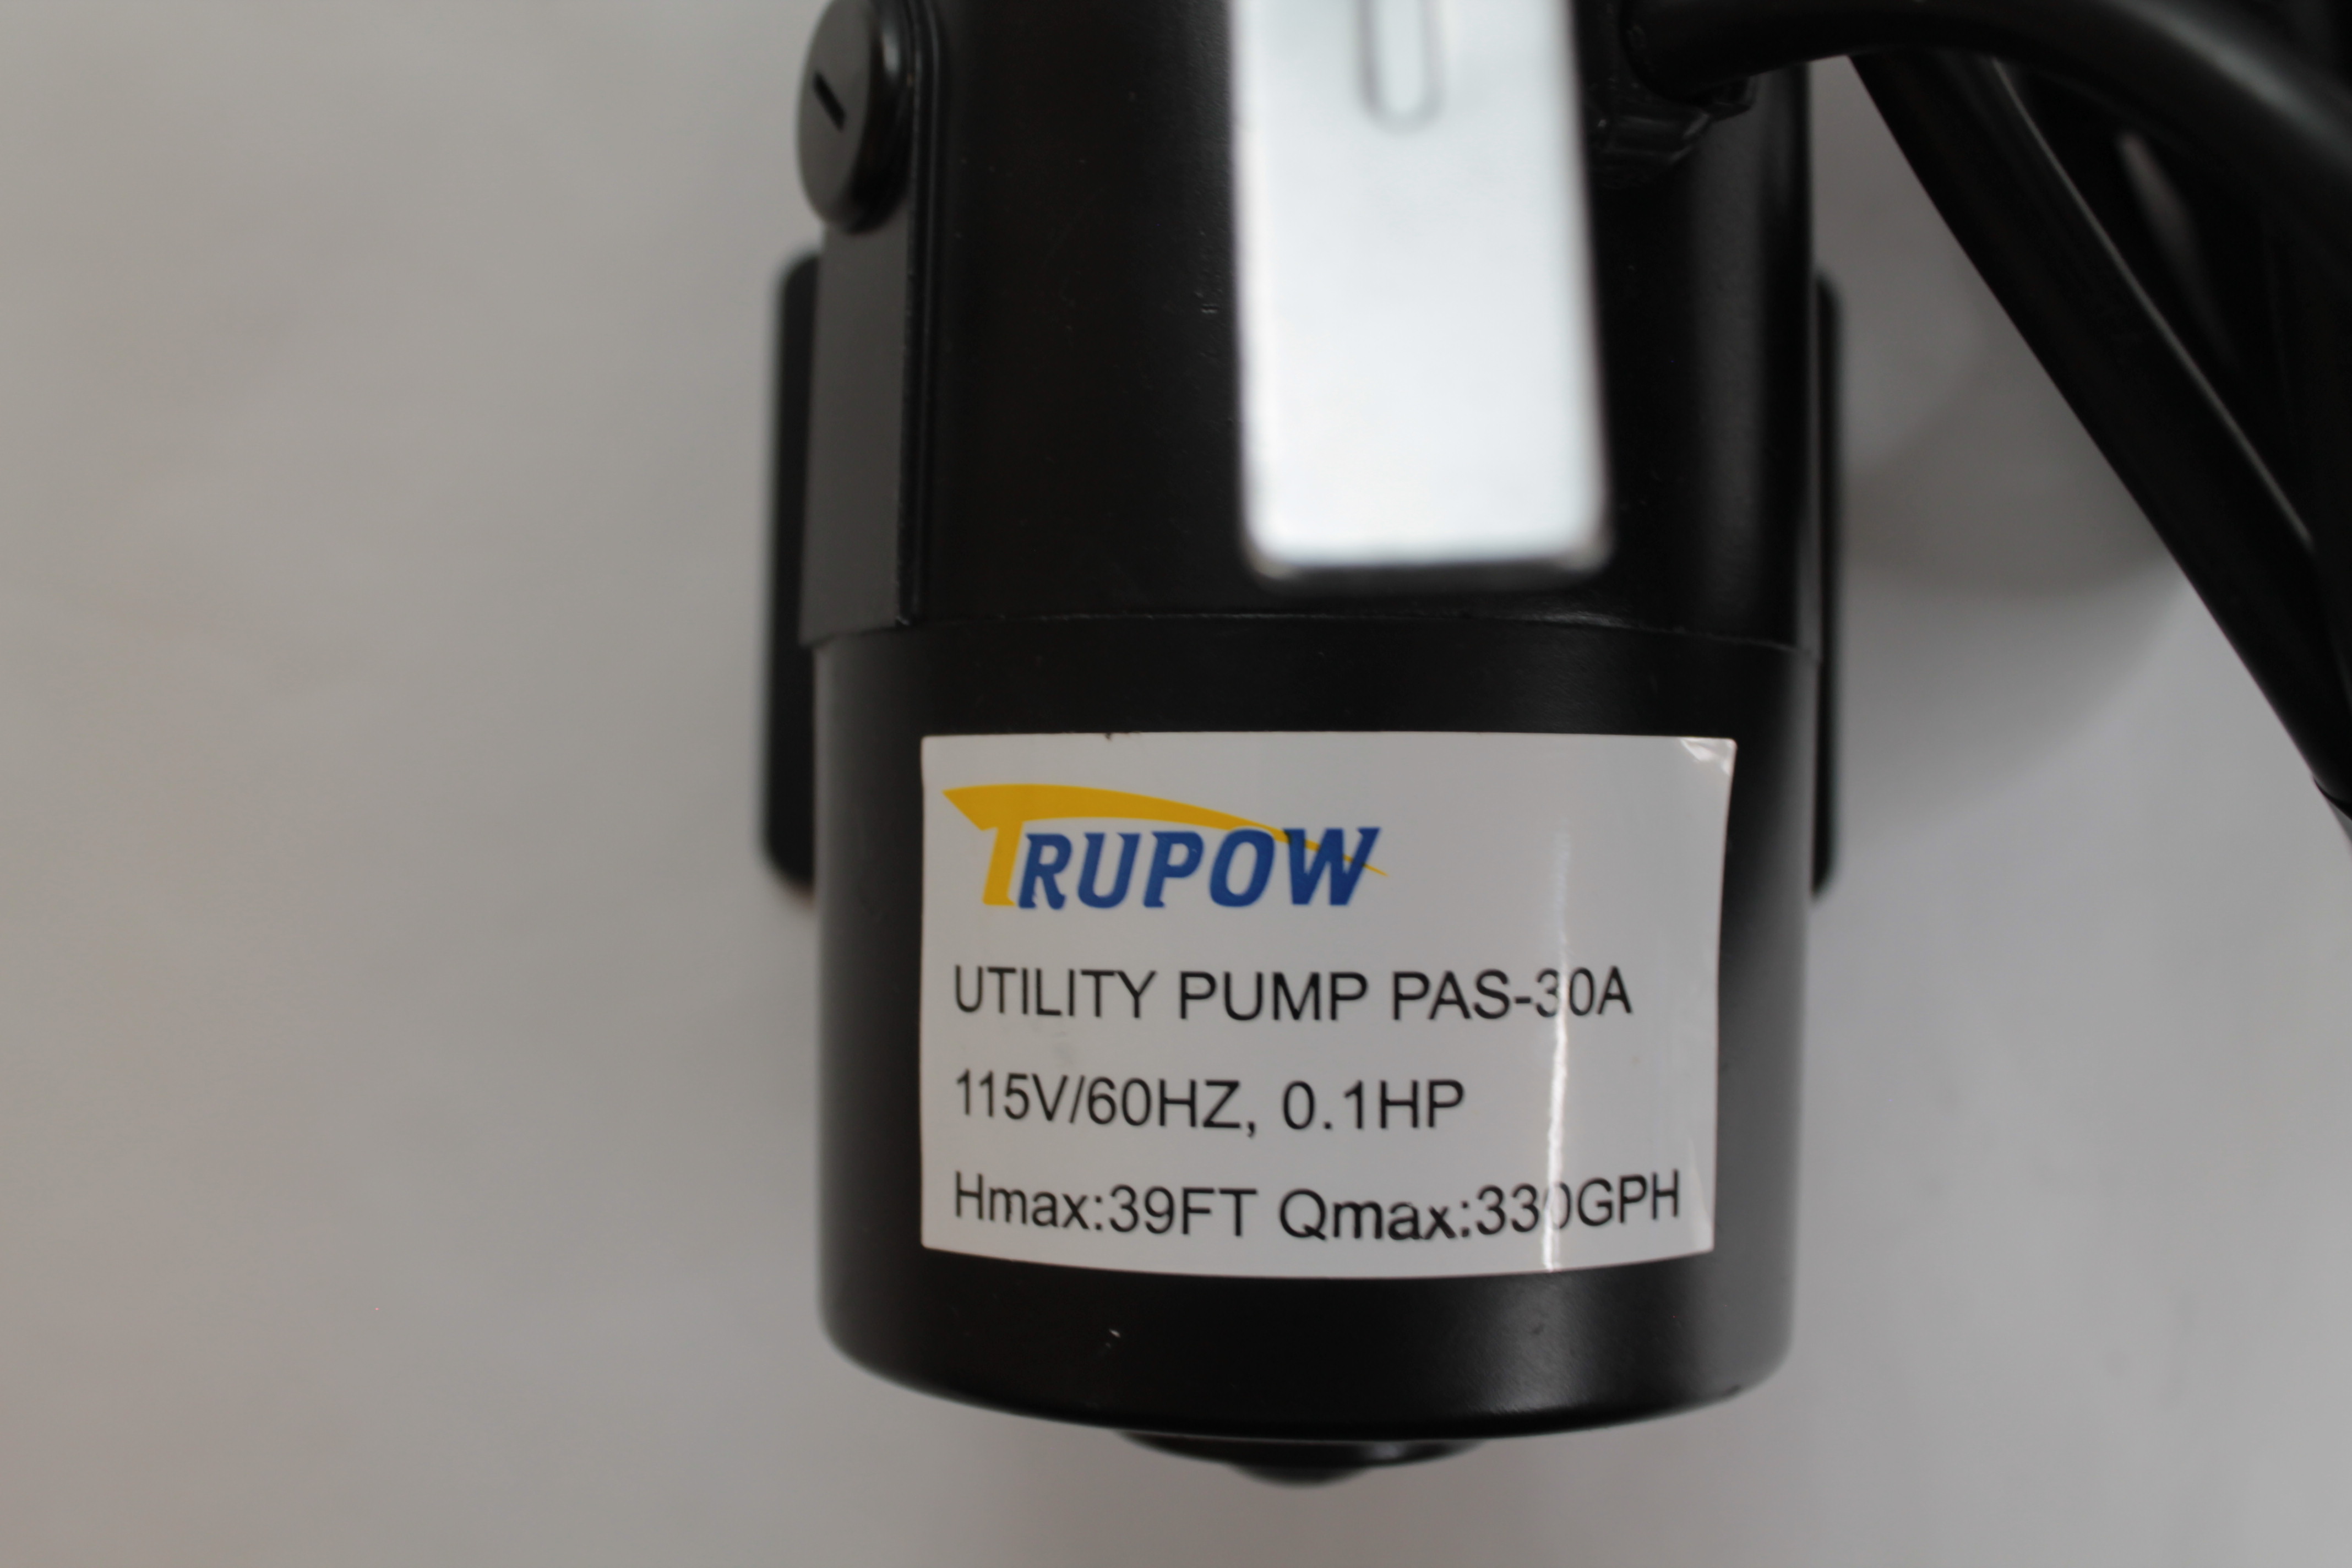 TRUPOW
UTILITY PUMP PAS-30A
115V/60HZ, 0.1HP
Hmax:39FT Qmax:330GPH